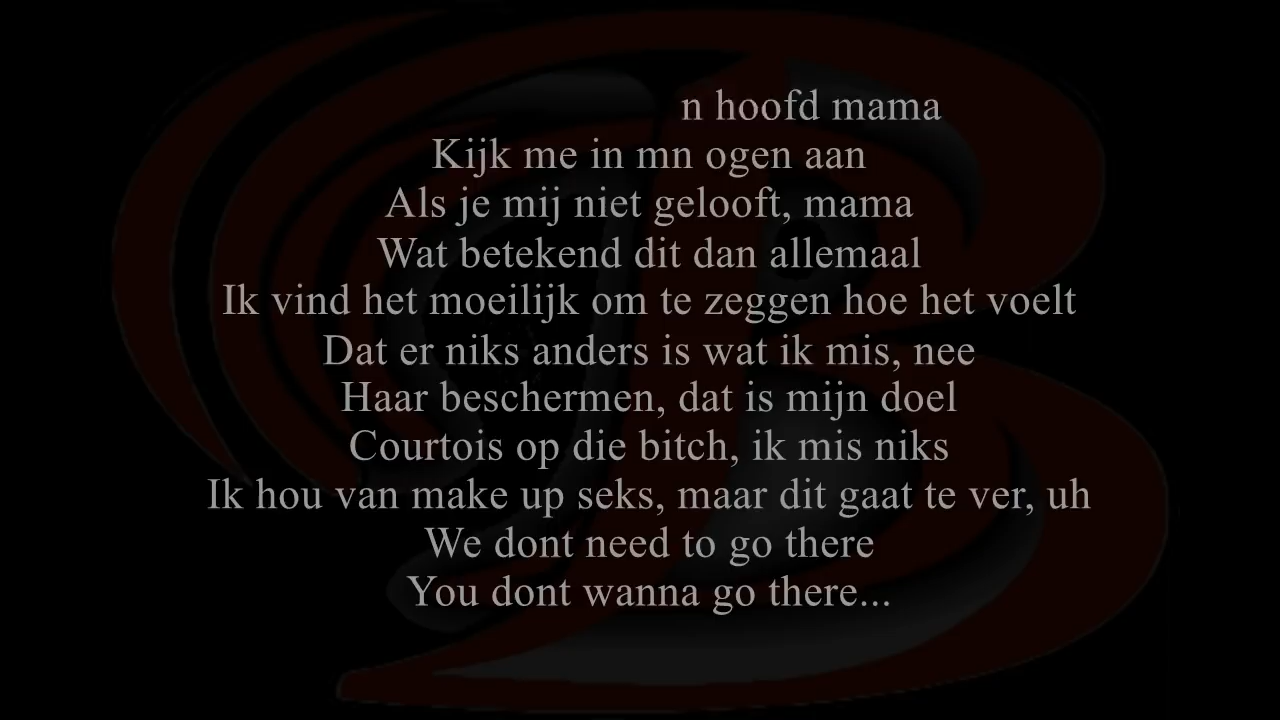 n hoofd mama
Kijk me in mn ogen aan
Als je mij niet gelooft, mama
Wat betekend dit dan allemaal
Ik vind het moeilijk om te zeggen hoe het voelt
Dat er niks anders is wat ik mis, nee
Haar beschermen, dat is mijn doel
Courtois op die bitch, ik mis niks
Ik hou van make up seks, maar dit gaat te ver, uh
We dont need to go there
You dont wanna go there...